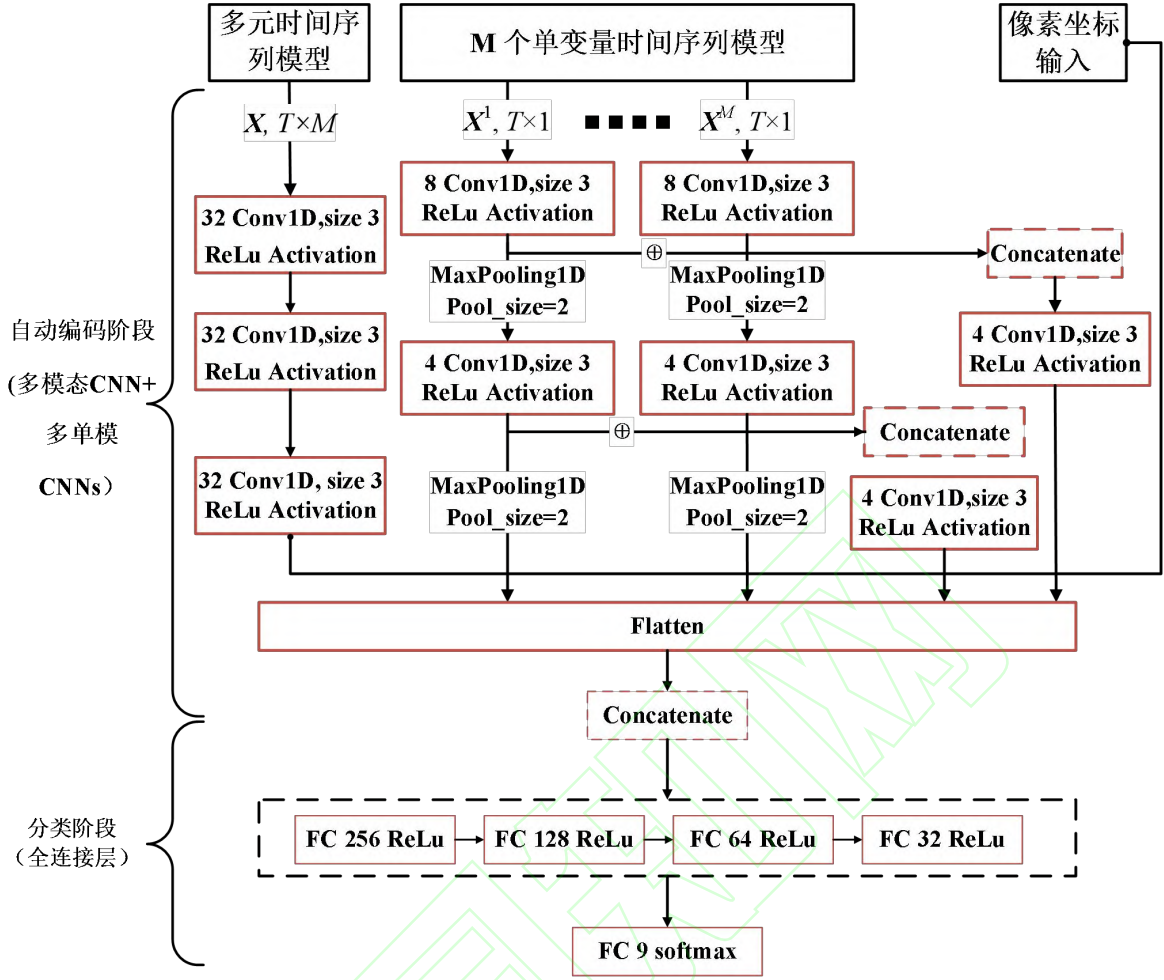 多元时间序
列模型
M 个单变量时间序列模型
像素坐标
输入
X, T×M
X¹, T×1
Xᴹ, T×1
8 Conv1D,size 3
ReLu Activation
8 Conv1D,size 3
ReLu Activation
32 Conv1D,size 3
ReLu Activation
⊕
Concatenate
MaxPooling1D
Pool_size=2
MaxPooling1D
Pool_size=2
自动编码阶段
(多模态CNN+
多单模
CNNs）
32 Conv1D,size 3
ReLu Activation
4 Conv1D,size 3
ReLu Activation
4 Conv1D,size 3
ReLu Activation
4 Conv1D,size 3
ReLu Activation
⊕
Concatenate
32 Conv1D, size 3
ReLu Activation
MaxPooling1D
Pool_size=2
MaxPooling1D
Pool_size=2
4 Conv1D,size 3
ReLu Activation
Flatten
Concatenate
分类阶段
（全连接层）
FC 256 ReLu
FC 128 ReLu
FC 64 ReLu
FC 32 ReLu
FC 9 softmax